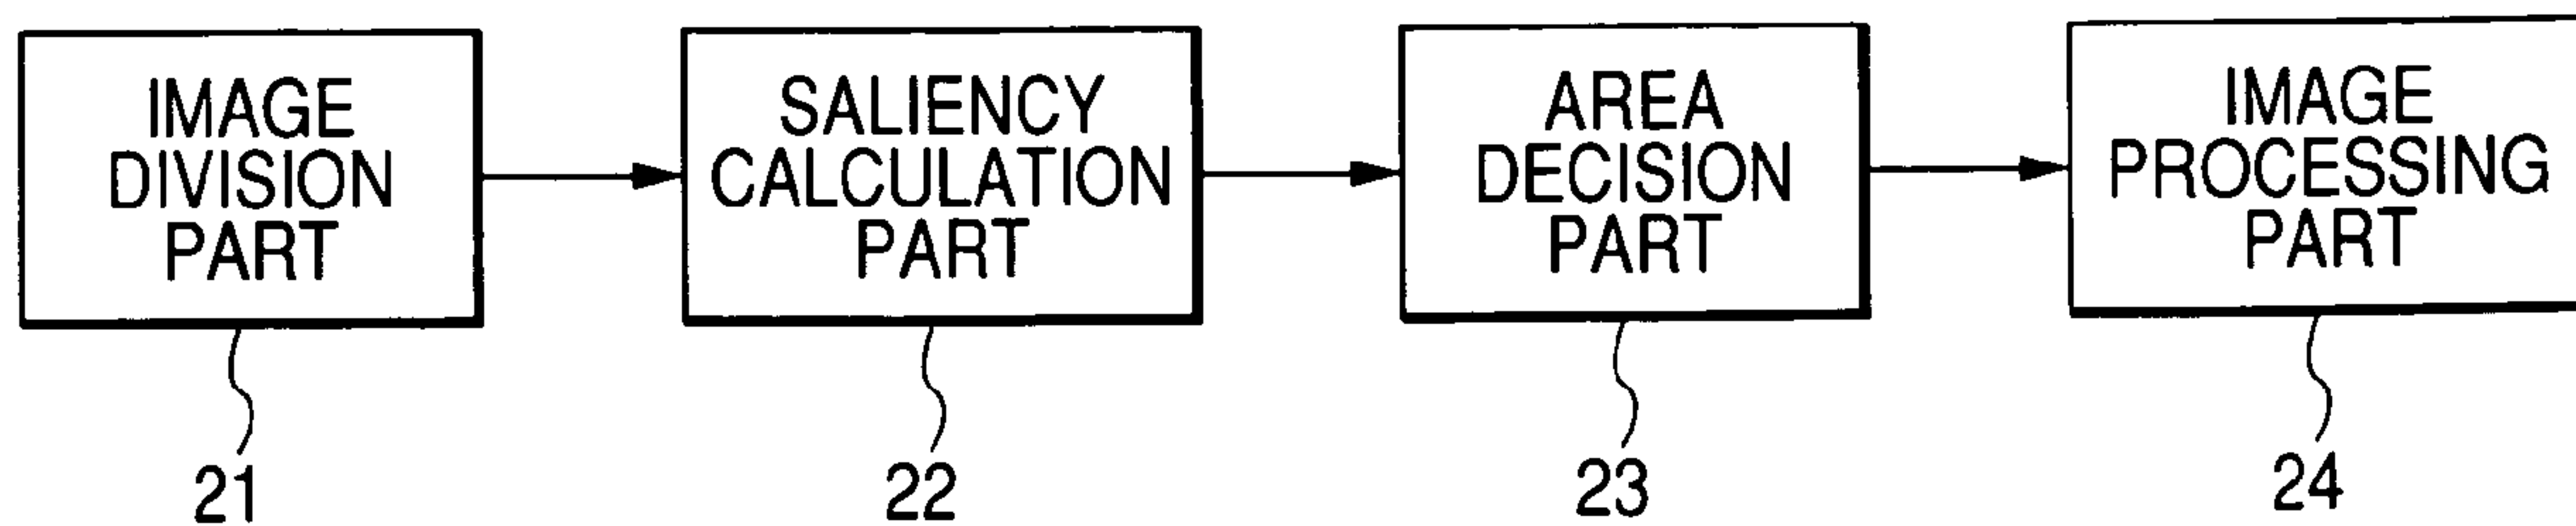 IMAGE
DIVISION
PART
SALIENCY
CALCULATION
PART
AREA
DECISION
PART
IMAGE
PROCESSING
PART
21
22
23
24